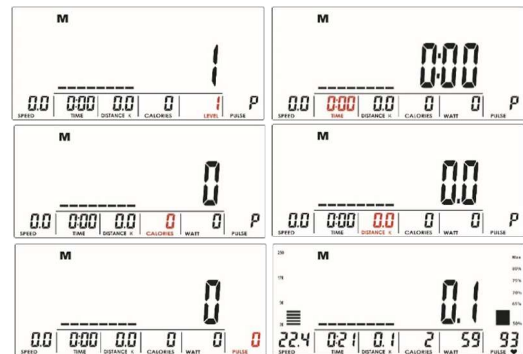 M
1
0.0 0:00 0.0 0 1 P
SPEED TIME DISTANCE K CALORIES LEVEL PULSE
M
0:00
0.0 0:00 0.0 0 0 P
SPEED TIME DISTANCE K CALORIES WATT PULSE
M
0
0.0 0:00 0.0 0 0 P
SPEED TIME DISTANCE K CALORIES WATT PULSE
M
0.0
0.0 0:00 0.0 0 0 P
SPEED TIME DISTANCE K CALORIES WATT PULSE
M
0
0.0 0:00 0.0 0 0 0
SPEED TIME DISTANCE K CALORIES WATT PULSE
M
Max
0.1
22.4 0:21 0.1 2 59 93
SPEED TIME DISTANCE K CALORIES WATT PULSE